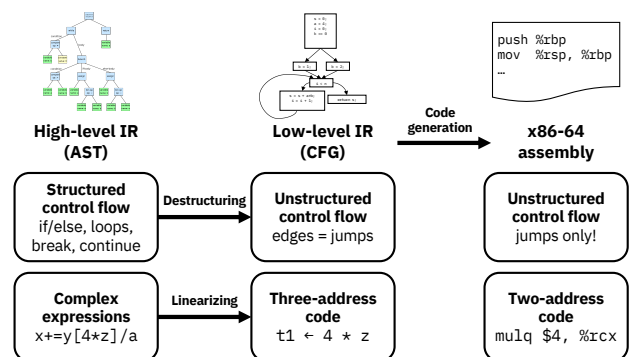 push %rbp
mov %rsp, %rbp
…
High-level IR
(AST)
Low-level IR
(CFG)
Code
generation
x86-64
assembly
Structured
control flow
if/else, loops,
break, continue
Destructuring
Unstructured
control flow
edges = jumps
Unstructured
control flow
jumps only!
Complex
expressions
x+=y[4*z]/a
Linearizing
Three-address
code
t1 ← 4 * z
Two-address
code
mulq $4, %rcx